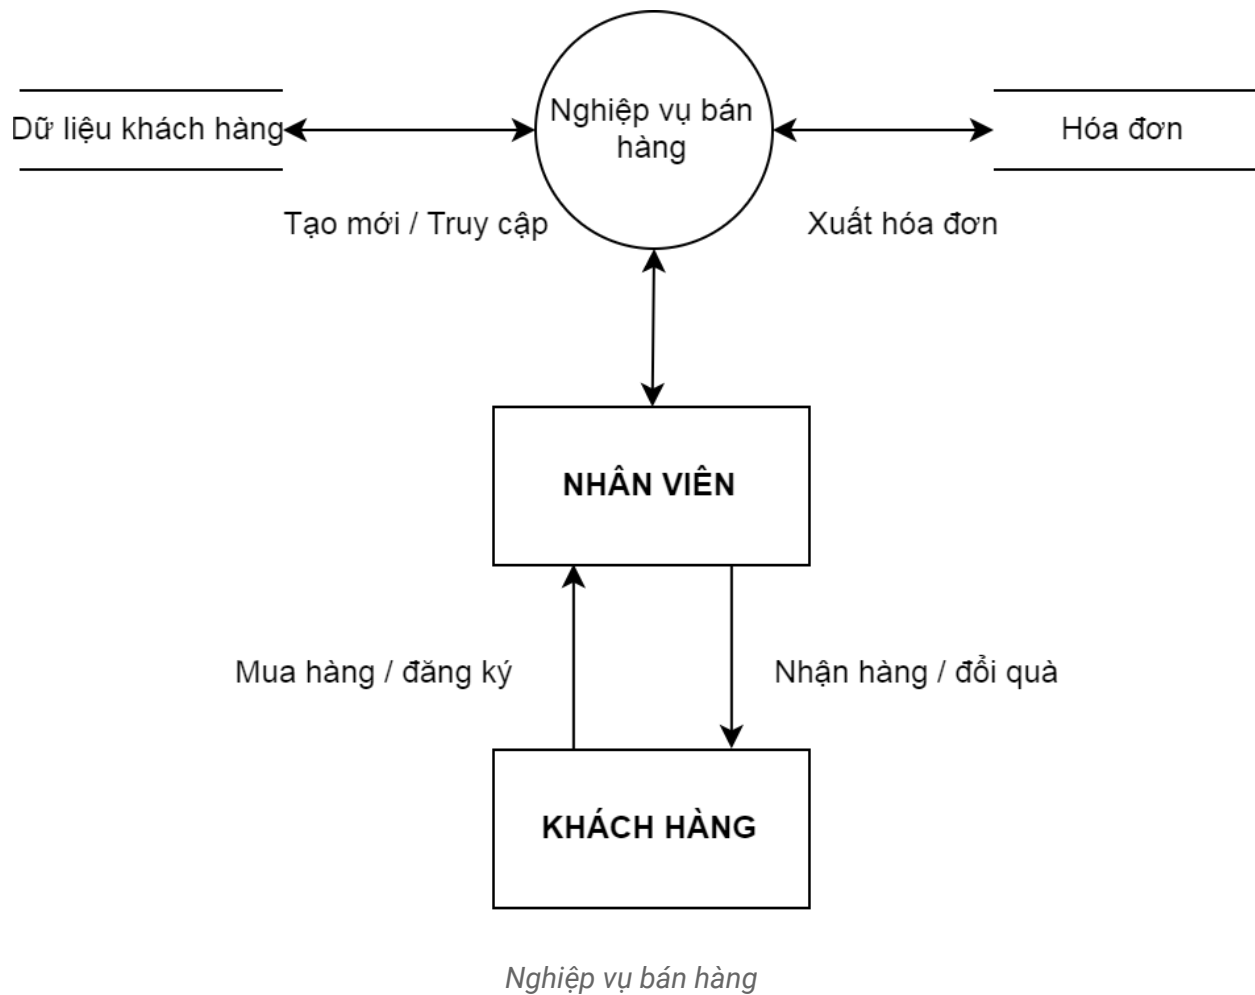 Nghiệp vụ bán
hàng
Dữ liệu khách hàng
Hóa đơn
Tạo mới / Truy cập
Xuất hóa đơn
NHÂN VIÊN
Mua hàng / đăng ký
Nhận hàng / đổi quà
KHÁCH HÀNG
Nghiệp vụ bán hàng